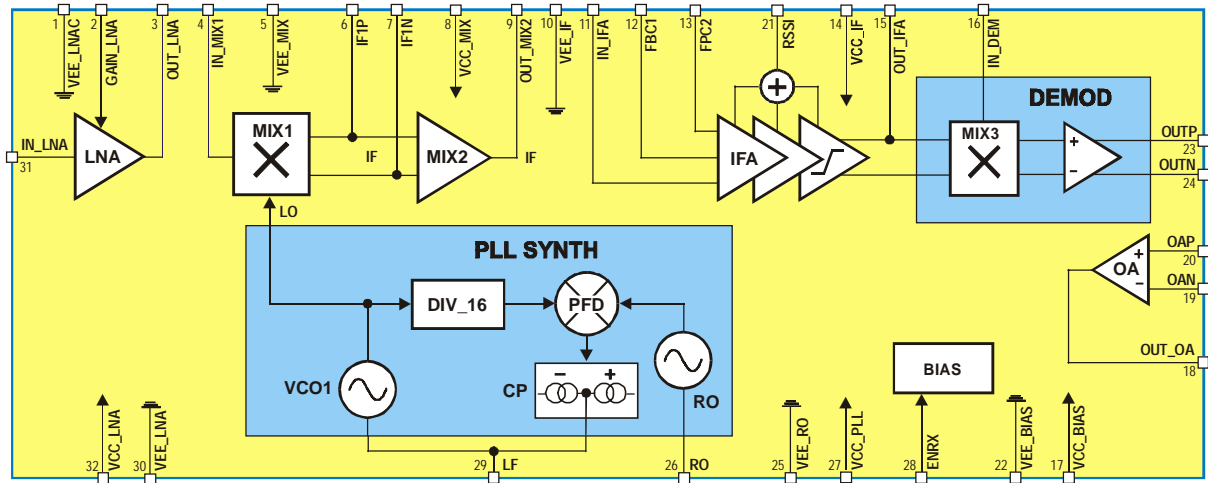 1 VEE_LNAC
2 GAIN_LNA
3 OUT_LNA
4 IN_MIX1
5 VEE_MIX
6 IF1P
7 IF1N
8 VCC_MIX
9 OUT_MIX2
10 VEE_IF
11 IN_IFA
12 FBC1
13 FPC2
21 RSSI
14 VCC_IF
15 OUT_IFA
16 IN_DEM
DEMOD
IN_LNA
31
LNA
MIX1
IF
MIX2
IF
IFA
+
MIX3
+
−
OUTP
23
OUTN
24
LO
PLL SYNTH
DIV_16
PFD
VCO1
CP
− +
RO
OAP
20
OAN
19
+
OA
−
OUT_OA
18
BIAS
32 VCC_LNA
30 VEE_LNA
29 LF
26 RO
25 VEE_RO
27 VCC_PLL
28 ENRX
22 VEE_BIAS
17 VCC_BIAS